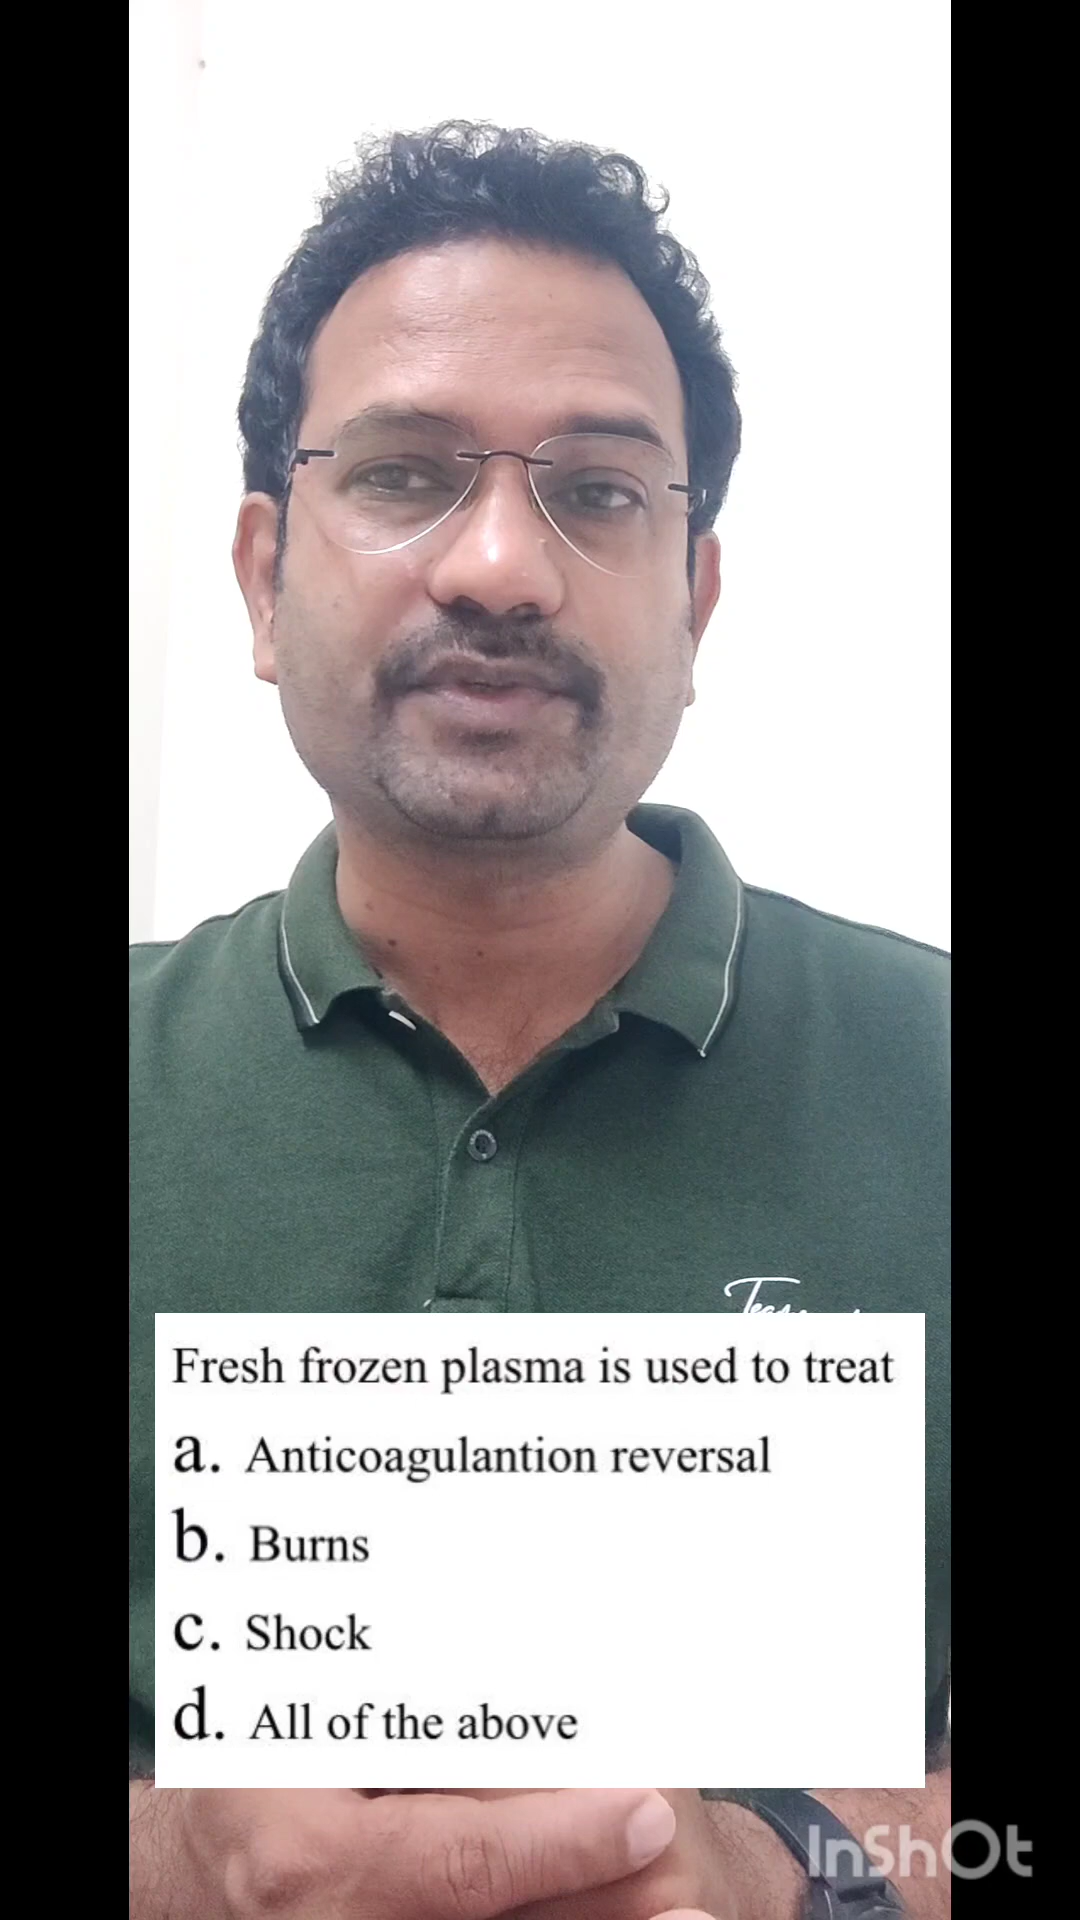 Fresh frozen plasma is used to treat
a. Anticoagulantion reversal
b. Burns
c. Shock
d. All of the above
InShOt